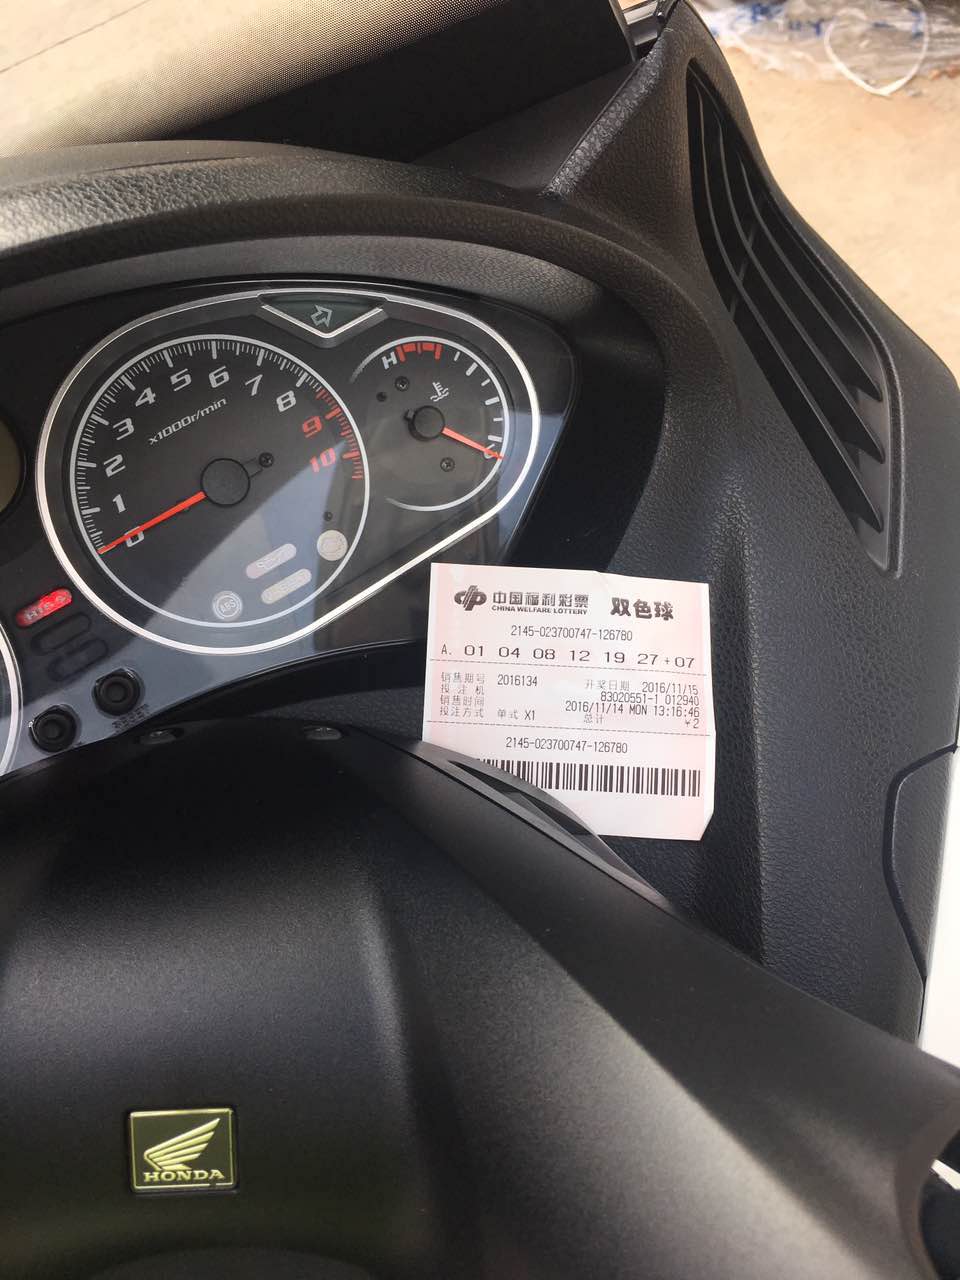 H
3 4 5 6 7 8 9 10
2
1
0
x1000r/min
ABS
HISS
中国福利彩票 双色球
CHINA WELFARE LOTTERY
2145-023700747-126780
A. 01 04 08 12 19 27+07
销售期号 2016134 开奖日期 2016/11/15
投注机 83020551-1 012940
销售时间 2016/11/14 MON 13:16:46
投注方式 单式 X1 总计 ¥2
2145-023700747-126780
HONDA